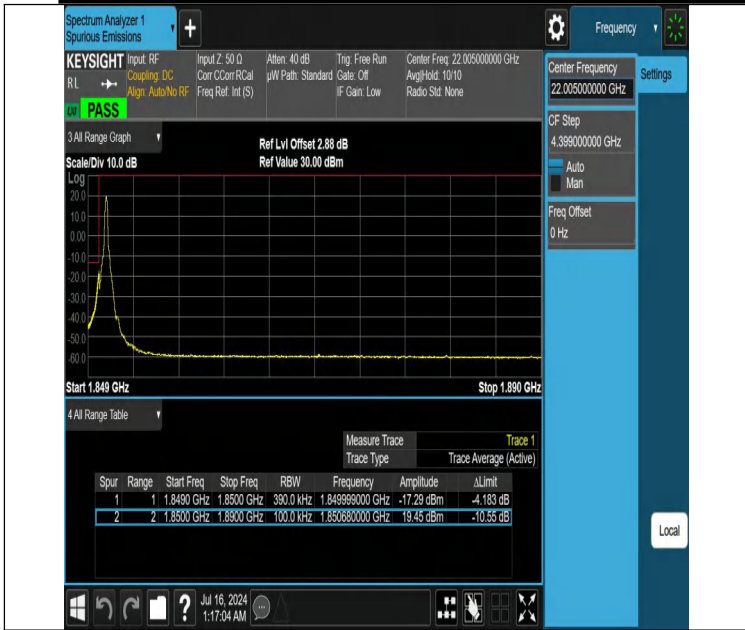 Spectrum Analyzer 1
Spurious Emissions
+
Frequency
KEYSIGHT
RL
Input: RF
Coupling: DC
Align: Auto/No RF
Input Z: 50 Ω
Corr CCorr RCal
Freq Ref: Int (S)
Atten: 40 dB
µW Path: Standard
Trig: Free Run
Gate: Off
IF Gain: Low
Center Freq: 22.005000000 GHz
Avg|Hold: 10/10
Radio Std: None
LXI
PASS
Center Frequency
22.005000000 GHz
Settings
CF Step
4.399000000 GHz
Auto
Man
Freq Offset
0 Hz
3 All Range Graph
Scale/Div 10.0 dB
Ref Lvl Offset 2.88 dB
Ref Value 30.00 dBm
Log
20.0
10.0
0.00
-10.0
-20.0
-30.0
-40.0
-50.0
-60.0
Start 1.849 GHz
Stop 1.890 GHz
4 All Range Table
Measure Trace Trace 1
Trace Type Trace Average (Active)
Spur Range Start Freq Stop Freq RBW Frequency Amplitude ΔLimit
1 1 1.8490 GHz 1.8500 GHz 390.0 kHz 1.849999000 GHz -17.29 dBm -4.183 dB
2 2 1.8500 GHz 1.8900 GHz 100.0 kHz 1.850680000 GHz 19.45 dBm -10.55 dB
Local
?
Jul 16, 2024
1:17:04 AM